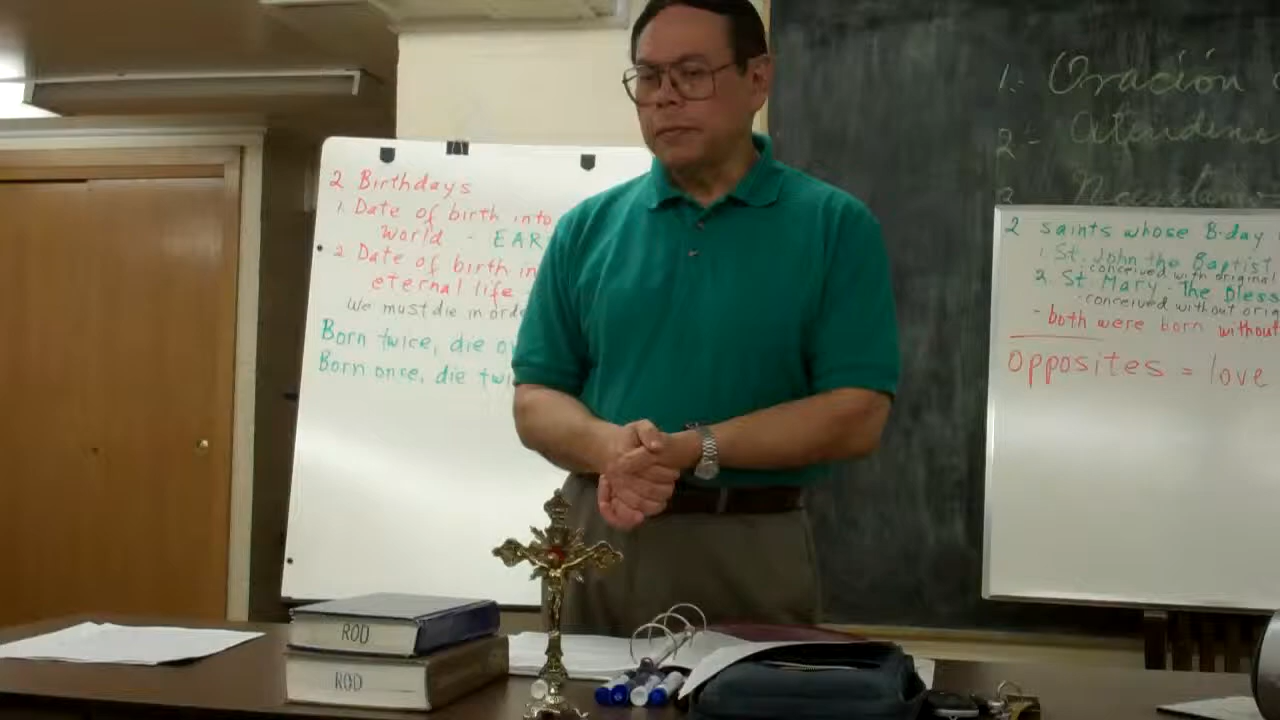 2 Birthdays
1. Date of birth into
world - EAR
2 Date of birth in
eternal life
We must die in orde
Born twice, die o
Born once, die twi
1.- Oración
2.- Atendime
2 saints whose B-day
1. St. John the Baptist,
conceived with original
2. St. Mary - The Bless
- conceived without orig
- both were born without
Opposites = love
ROD
ROD